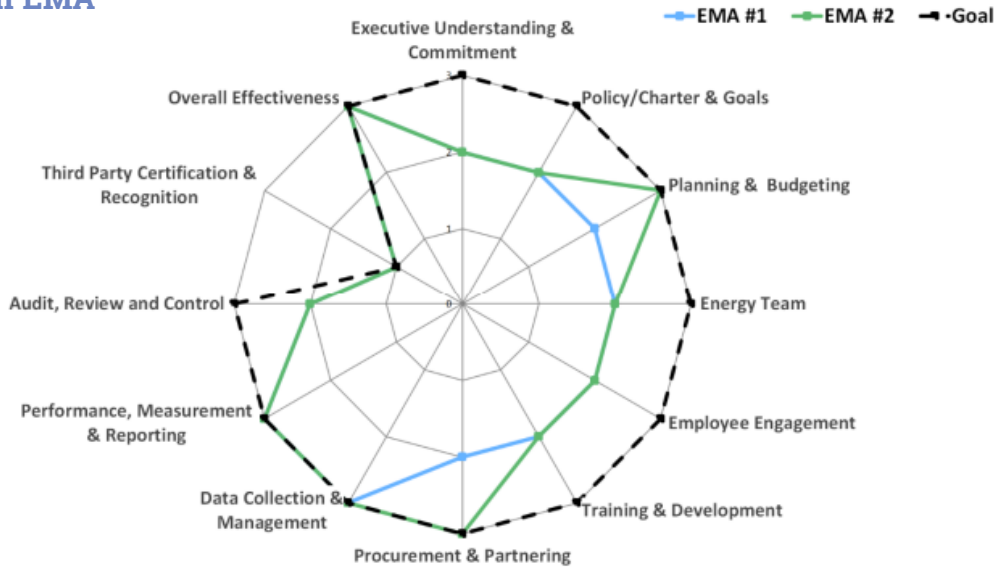 EMA
EMA #1 EMA #2 Goal
Executive Understanding &
Commitment
Policy/Charter & Goals
Planning & Budgeting
Energy Team
Employee Engagement
Training & Development
Procurement & Partnering
Data Collection &
Management
Performance, Measurement
& Reporting
Audit, Review and Control
Third Party Certification &
Recognition
Overall Effectiveness
3
2
1
0